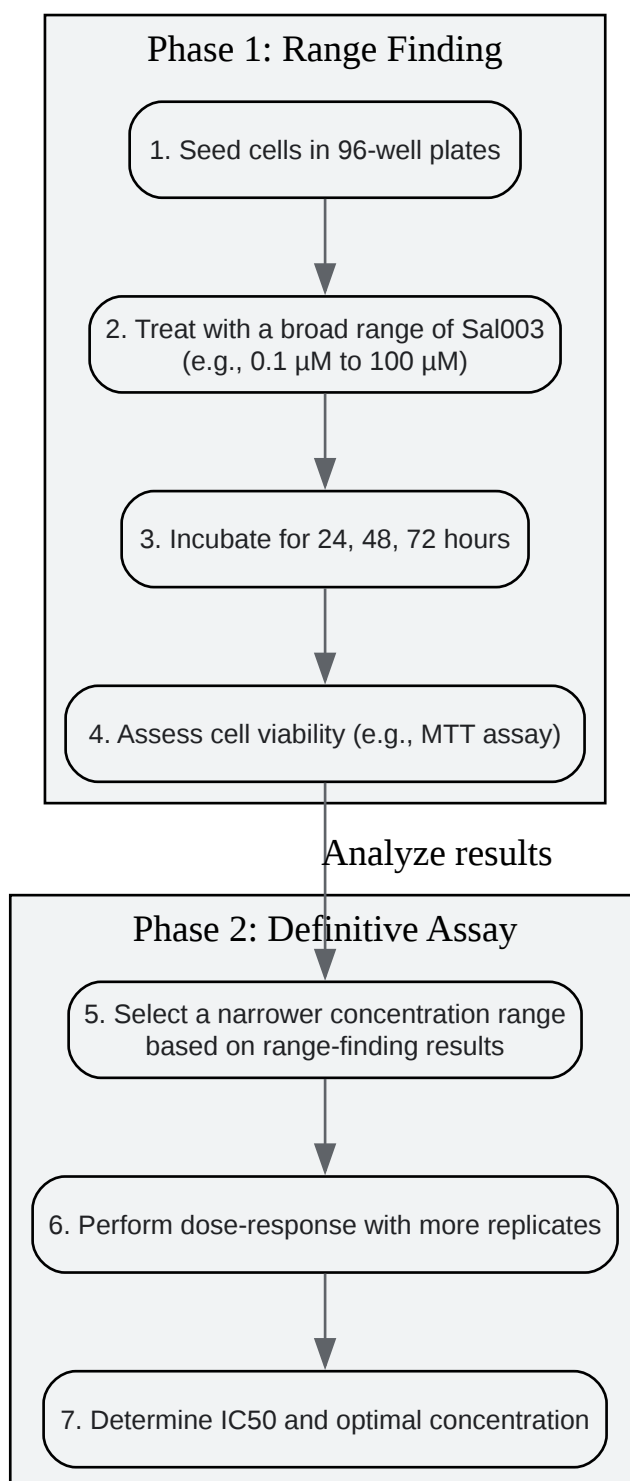 Phase 1: Range Finding
1. Seed cells in 96-well plates
2. Treat with a broad range of Sal003
(e.g., 0.1 µM to 100 µM)
3. Incubate for 24, 48, 72 hours
4. Assess cell viability (e.g., MTT assay)
Analyze results
Phase 2: Definitive Assay
5. Select a narrower concentration range
based on range-finding results
6. Perform dose-response with more replicates
7. Determine IC50 and optimal concentration